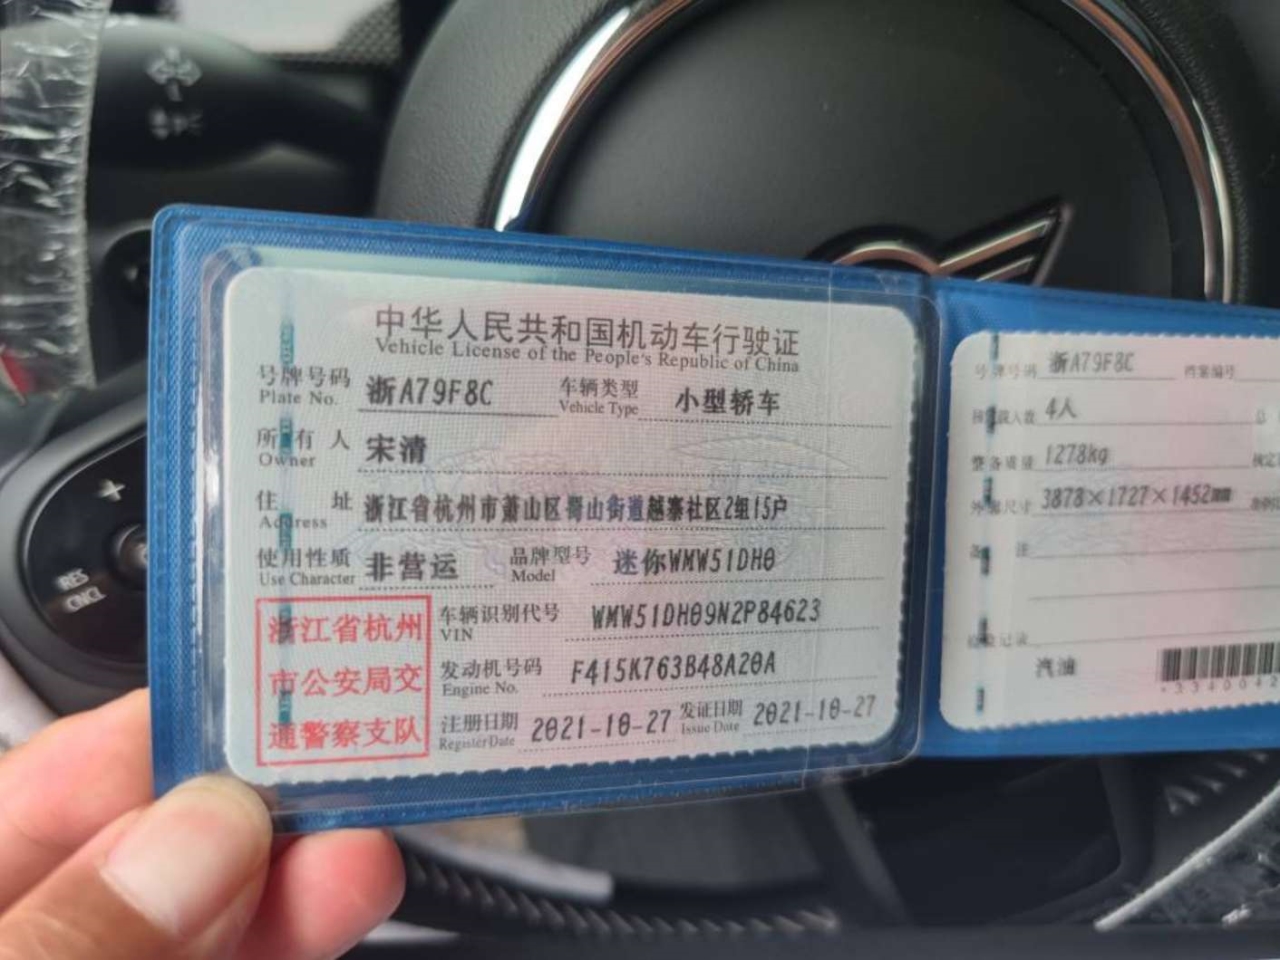 中华人民共和国机动车行驶证
Vehicle License of the People's Republic of China
号牌号码 浙A79F8C 车辆类型 小型轿车
Plate No. Vehicle Type
所有人 宋清
Owner
住址 浙江省杭州市萧山区蜀山街道越寨社区2组15户
Address
使用性质 非营运 品牌型号 迷你WMW51DH0
Use Character Model
浙江省杭州
市公安局交
通警察支队
车辆识别代号 WMW51DH09N2P84623
VIN
发动机号码 F415K763B48A20A
Engine No.
注册日期 2021-10-27 发证日期 2021-10-27
Register Date Issue Date
号牌号码 浙A79F8C 档案编号
核定载人数 4人 总
整备质量 1278kg 核定
外廓尺寸 3878×1727×1452mm
备注
检验记录
汽油
RES
CNCL